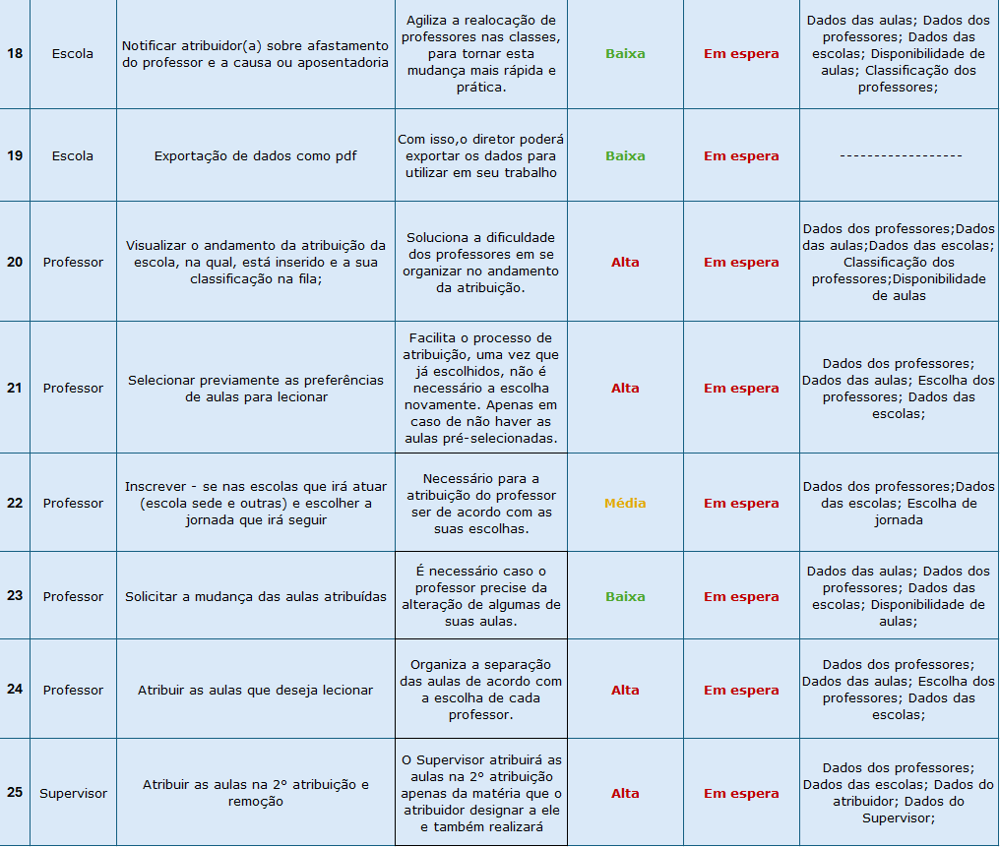 18
Escola
Notificar atribuidor(a) sobre afastamento
do professor e a causa ou aposentadoria
Agiliza a realocação de
professores nas classes,
para tornar esta
mudança mais rápida e
prática.
Baixa
Em espera
Dados das aulas; Dados dos
professores; Dados das
escolas; Disponibilidade de
aulas; Classificação dos
professores;
19
Escola
Exportação de dados como pdf
Com isso,o diretor poderá
exportar os dados para
utilizar em seu trabalho
Baixa
Em espera
------------------
20
Professor
Visualizar o andamento da atribuição da
escola, na qual, está inserido e a sua
classificação na fila;
Soluciona a dificuldade
dos professores em se
organizar no andamento
da atribuição.
Alta
Em espera
Dados dos professores;Dados
das aulas;Dados das escolas;
Classificação dos
professores;Disponibilidade
de aulas
21
Professor
Selecionar previamente as preferências
de aulas para lecionar
Facilita o processo de
atribuição, uma vez que
já escolhidos, não é
necessário a escolha
novamente. Apenas em
caso de não haver as
aulas pré-selecionadas.
Alta
Em espera
Dados dos professores;
Dados das aulas; Escolha dos
professores; Dados das
escolas;
22
Professor
Inscrever - se nas escolas que irá atuar
(escola sede e outras) e escolher a
jornada que irá seguir
Necessário para a
atribuição do professor
ser de acordo com as
suas escolhas.
Média
Em espera
Dados dos professores;Dados
das escolas; Escolha de
jornada
23
Professor
Solicitar a mudança das aulas atribuídas
É necessário caso o
professor precise da
alteração de algumas de
suas aulas.
Baixa
Em espera
Dados das aulas; Dados dos
professores; Dados das
escolas; Disponibilidade de
aulas;
24
Professor
Atribuir as aulas que deseja lecionar
Organiza a separação
das aulas de acordo com
a escolha de cada
professor.
Alta
Em espera
Dados dos professores;
Dados das aulas; Escolha dos
professores; Dados das
escolas;
25
Supervisor
Atribuir as aulas na 2° atribuição e
remoção
O Supervisor atribuirá as
aulas na 2° atribuição
apenas da matéria que o
atribuidor designar a ele
e também realizará
Alta
Em espera
Dados dos professores;
Dados das escolas; Dados do
atribuidor; Dados do
Supervisor;